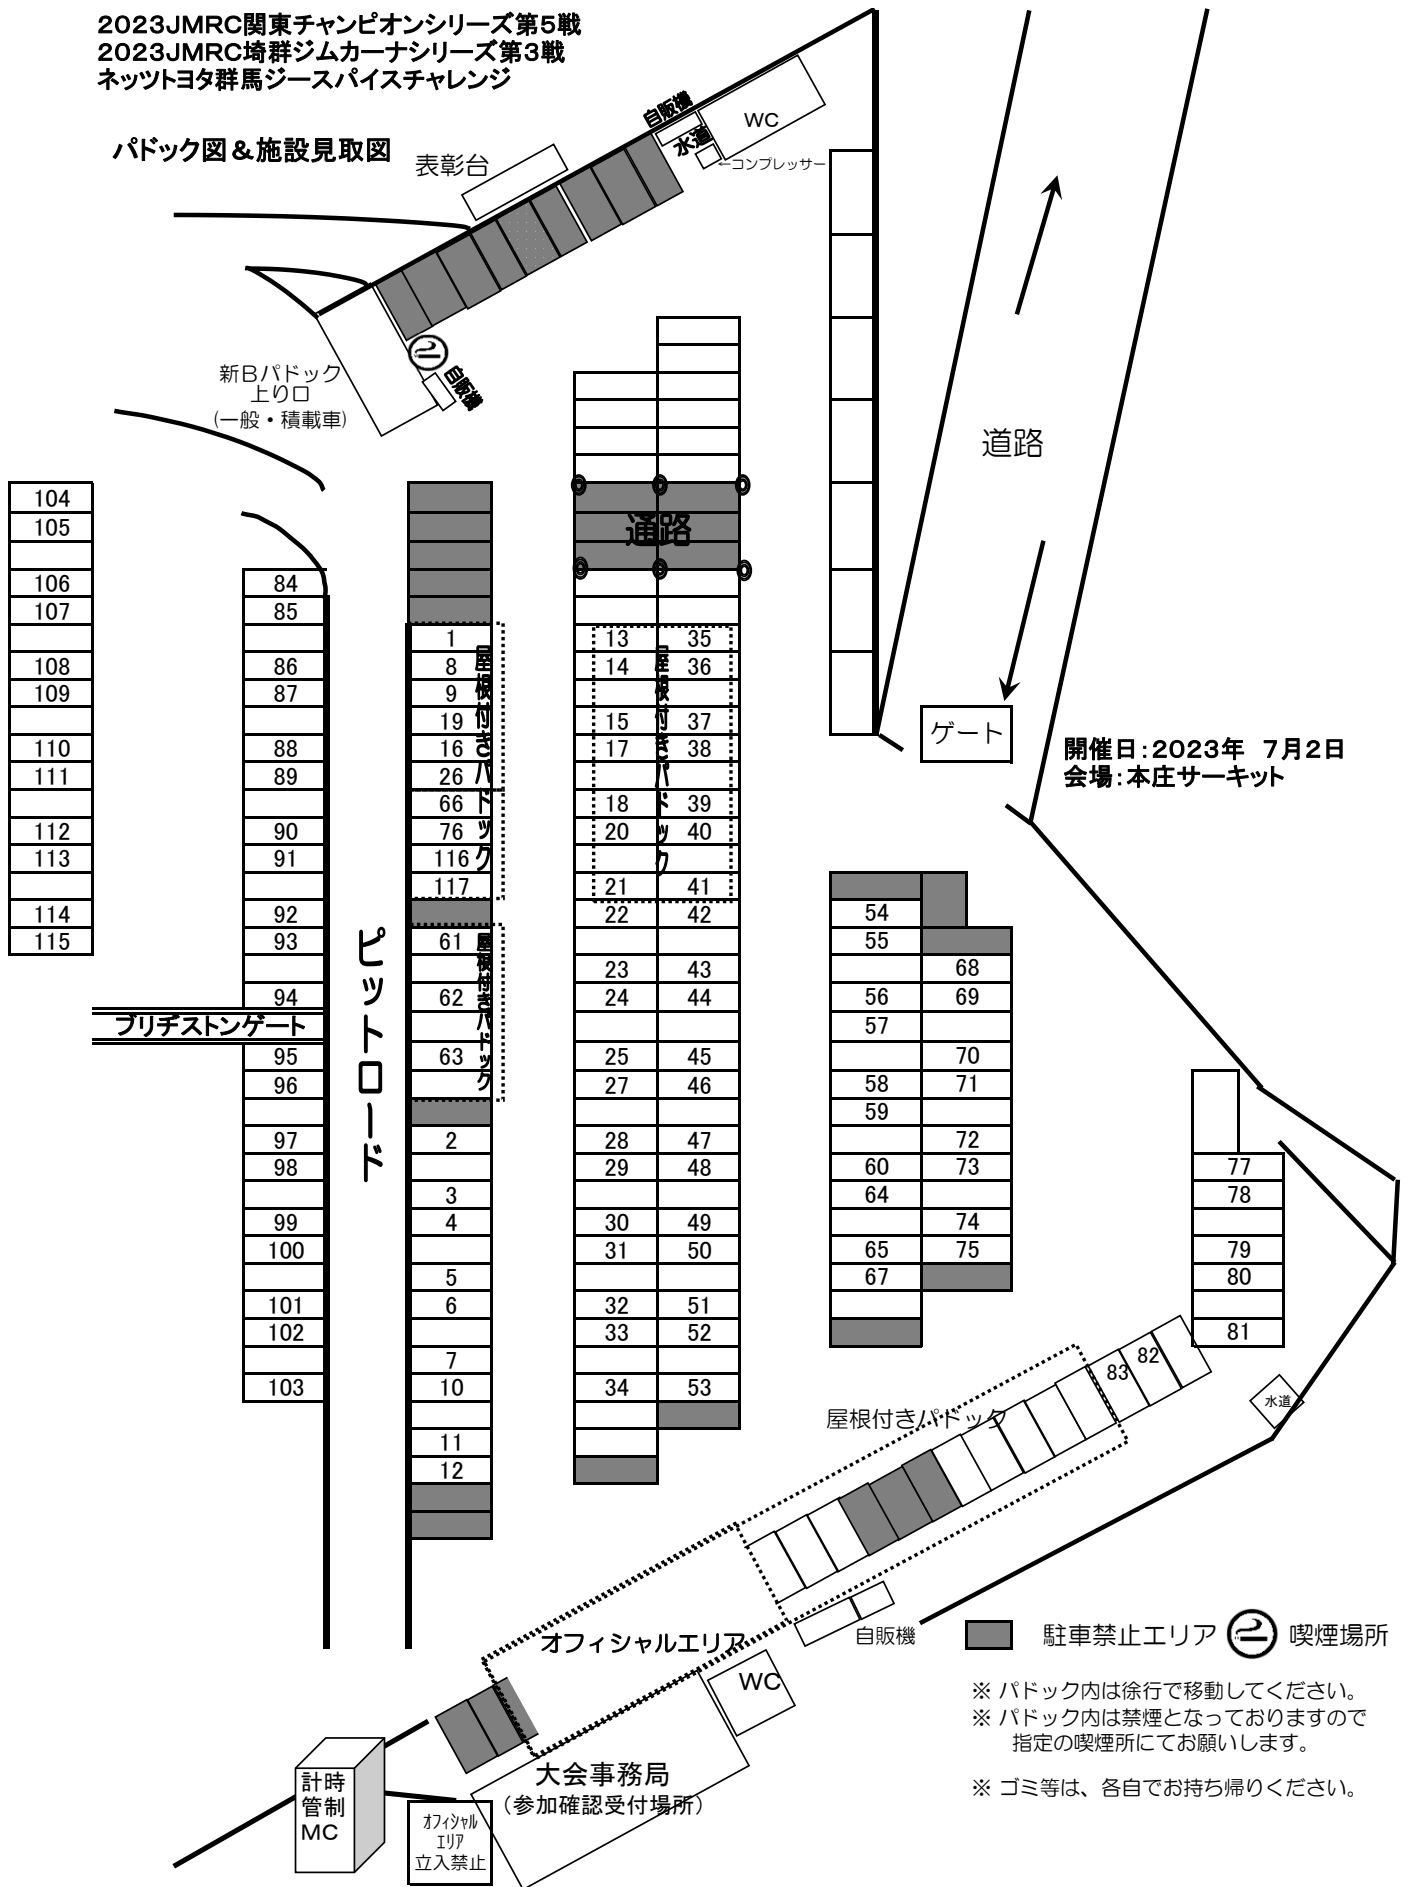 2023JMRC関東チャンピオンシリーズ第5戦
2023JMRC埼群ジムカーナシリーズ第3戦
ネッツトヨタ群馬ジースパイスチャレンジ
パドック図＆施設見取図
表彰台
自販機
水道
WC
←コンプレッサー
新Bパドック
上り口
(一般・積載車)
自販機
道路
通路
ゲート
開催日：2023年 7月2日
会場：本庄サーキット
104
105
106
107
108
109
110
111
112
113
114
115
84
85
86
87
88
89
90
91
92
93
94
ブリヂストンゲート
95
96
97
98
99
100
101
102
103
ピットロード
1
8
9
19
16
26
66
76
116
117
屋根付きパドック
61
62
63
屋根付きパドック
2
3
4
5
6
7
10
11
12
13
14
15
17
18
20
21
22
23
24
25
27
28
29
30
31
32
33
34
屋根付きパドック
35
36
37
38
39
40
41
42
43
44
45
46
47
48
49
50
51
52
53
54
55
56
57
58
59
60
64
65
67
68
69
70
71
72
73
74
75
77
78
79
80
81
82
83
水道
屋根付きパドック
自販機
オフィシャルエリア
WC
大会事務局
（参加確認受付場所）
計時
管制
MC
ｵﾌｨｼｬﾙ
ｴﾘｱ
立入禁止
駐車禁止エリア
喫煙場所
※ パドック内は徐行で移動してください。
※ パドック内は禁煙となっておりますので
指定の喫煙所にてお願いします。
※ ゴミ等は、各自でお持ち帰りください。